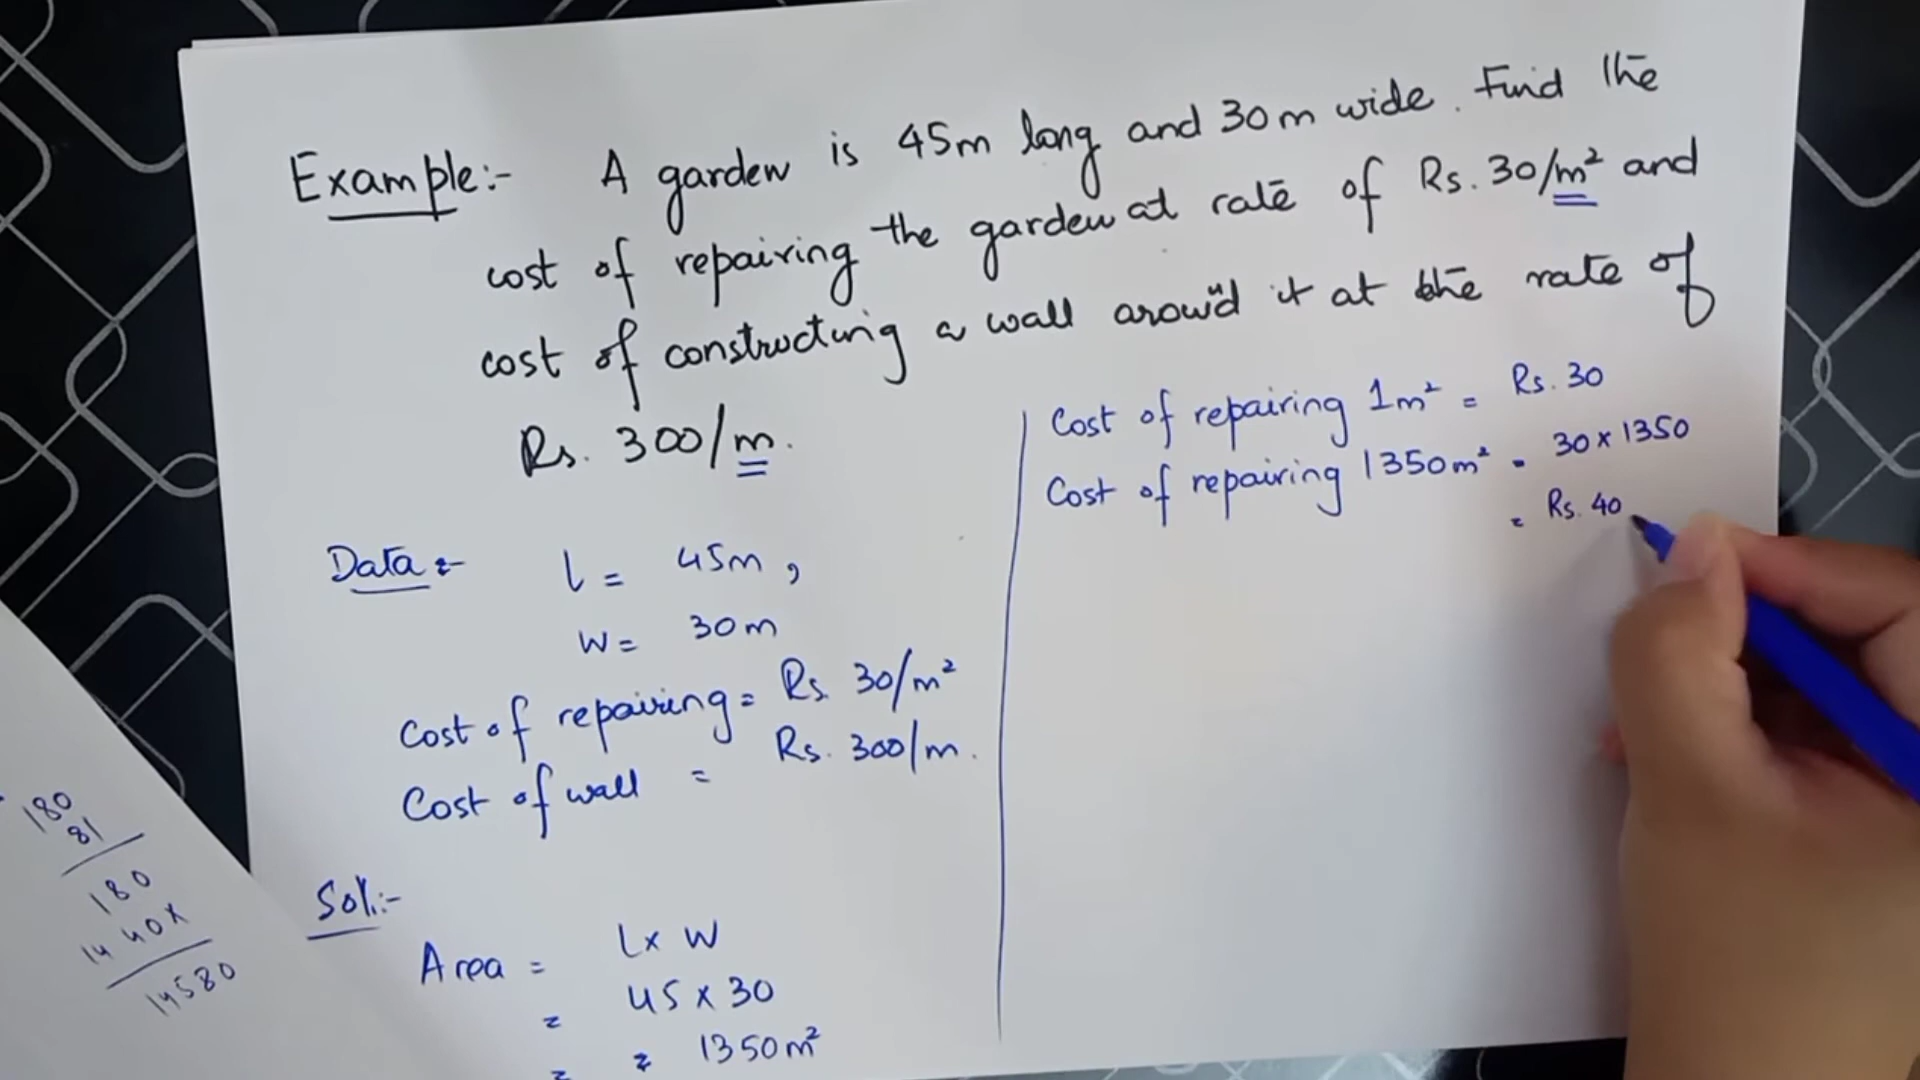 Example:- A garden is 45m long and 30m wide. Find the
cost of repairing the garden at rate of Rs. 30/m² and
cost of constructing a wall around it at the rate of
Rs. 300/m.
Data:- l = 45m,
w = 30m
Cost of repairing = Rs. 30/m²
Cost of wall = Rs. 300/m.
Sol:-
Area = l x w
= 45 x 30
= = 1350m²
Cost of repairing 1m² = Rs. 30
Cost of repairing 1350m² = 30 x 1350
= Rs. 40
180
81
180
1440x
14580